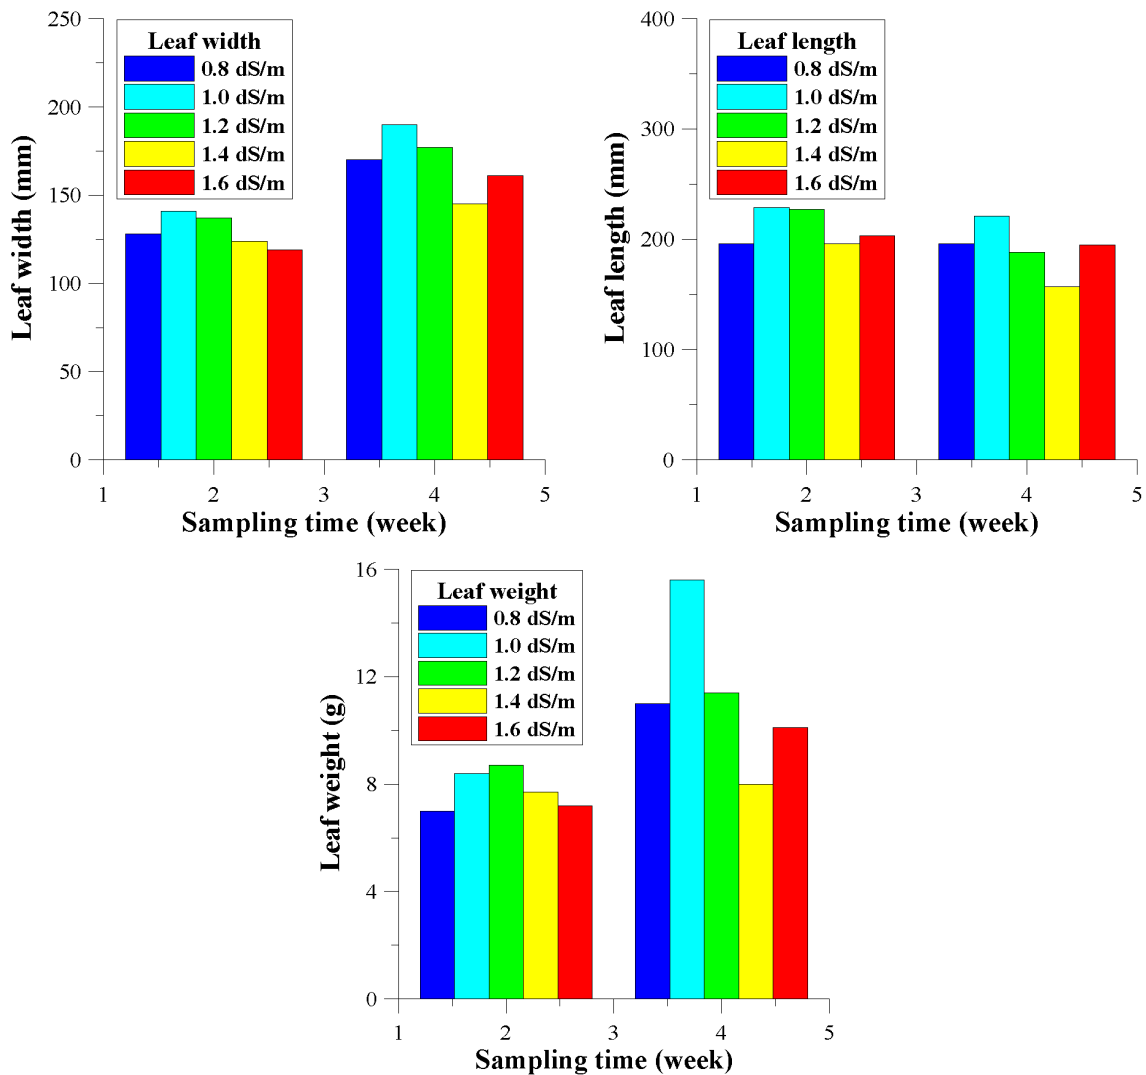 250
200
150
100
50
0
Leaf width (mm)
Leaf width
0.8 dS/m
1.0 dS/m
1.2 dS/m
1.4 dS/m
1.6 dS/m
1 2 3 4 5
Sampling time (week)
400
300
200
100
0
Leaf length (mm)
Leaf length
0.8 dS/m
1.0 dS/m
1.2 dS/m
1.4 dS/m
1.6 dS/m
1 2 3 4 5
Sampling time (week)
16
12
8
4
0
Leaf weight (g)
Leaf weight
0.8 dS/m
1.0 dS/m
1.2 dS/m
1.4 dS/m
1.6 dS/m
1 2 3 4 5
Sampling time (week)